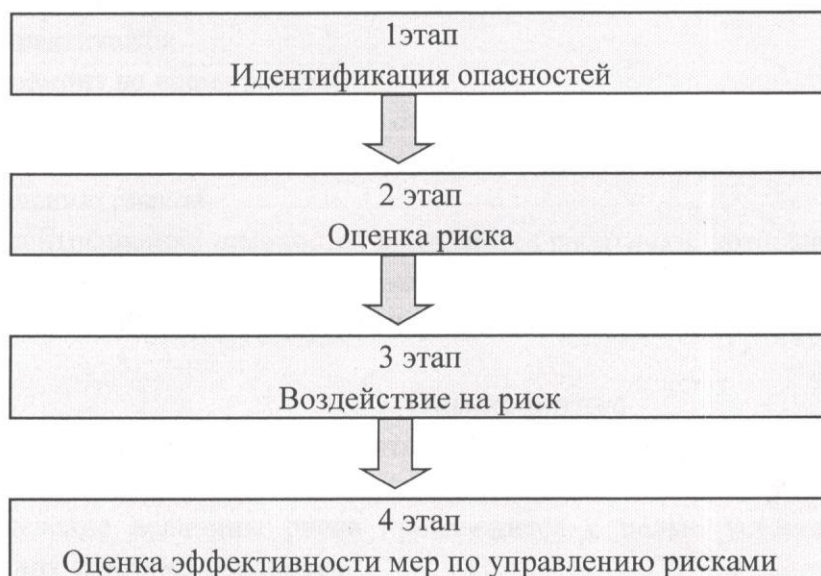 1этап
Идентификация опасностей
2 этап
Оценка риска
3 этап
Воздействие на риск
4 этап
Оценка эффективности мер по управлению рисками